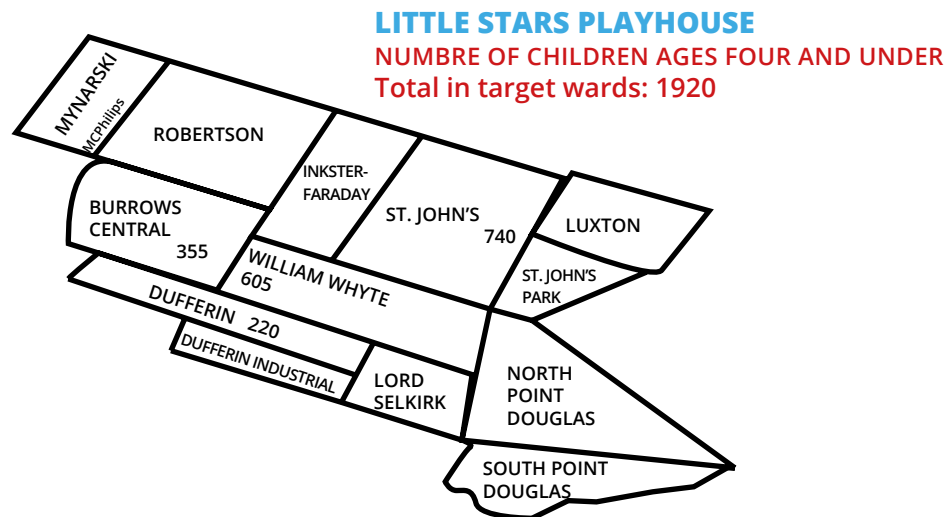 LITTLE STARS PLAYHOUSE
NUMBRE OF CHILDREN AGES FOUR AND UNDER
Total in target wards: 1920
MYNARSKI
MCPhilips
ROBERTSON
INKSTER-
FARADAY
ST. JOHN'S
740
LUXTON
BURROWS
CENTRAL
355
WILLIAM WHYTE
605
ST. JOHN'S
PARK
DUFFERIN 220
DUFFERIN INDUSTRIAL
LORD
SELKIRK
NORTH
POINT
DOUGLAS
SOUTH POINT
DOUGLAS